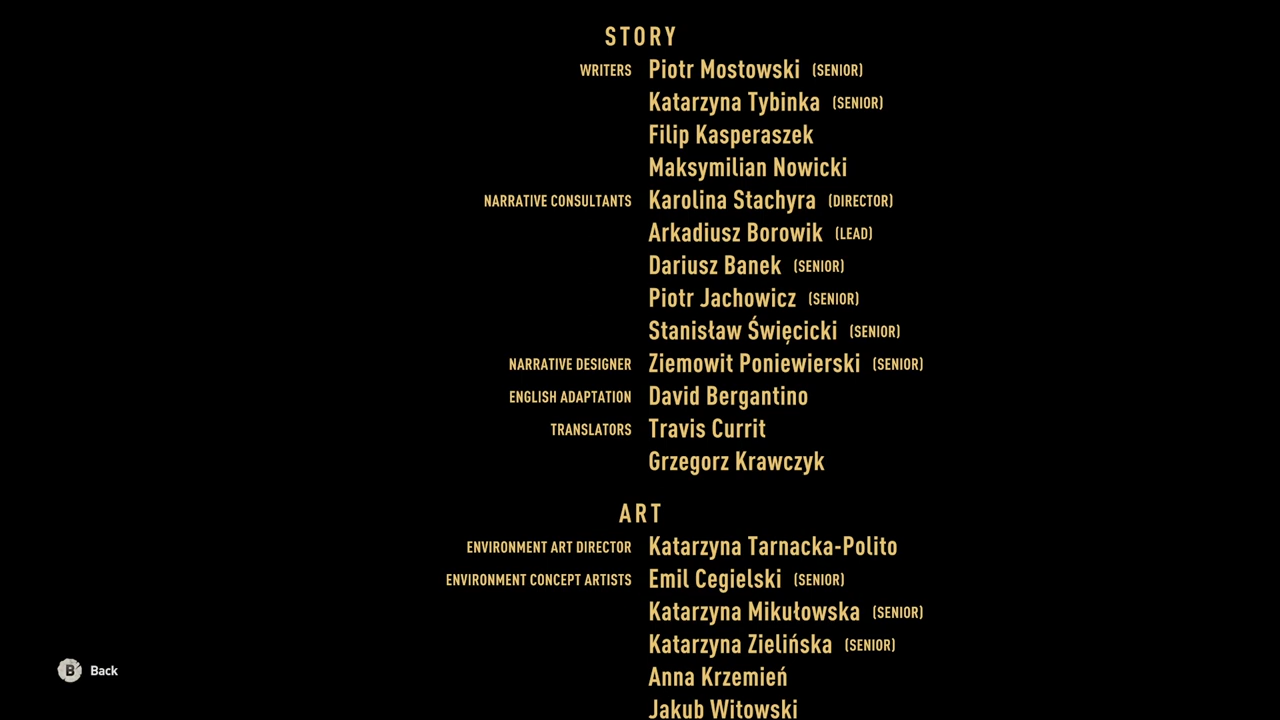 STORY
WRITERS Piotr Mostowski (SENIOR)
Katarzyna Tybinka (SENIOR)
Filip Kasperaszek
Maksymilian Nowicki
NARRATIVE CONSULTANTS Karolina Stachyra (DIRECTOR)
Arkadiusz Borowik (LEAD)
Dariusz Banek (SENIOR)
Piotr Jachowicz (SENIOR)
Stanisław Święcicki (SENIOR)
NARRATIVE DESIGNER Ziemowit Poniewierski (SENIOR)
ENGLISH ADAPTATION David Bergantino
TRANSLATORS Travis Currit
Grzegorz Krawczyk
ART
ENVIRONMENT ART DIRECTOR Katarzyna Tarnacka-Polito
ENVIRONMENT CONCEPT ARTISTS Emil Cegielski (SENIOR)
Katarzyna Mikułowska (SENIOR)
Katarzyna Zielińska (SENIOR)
Anna Krzemień
Jakub Witowski
B Back